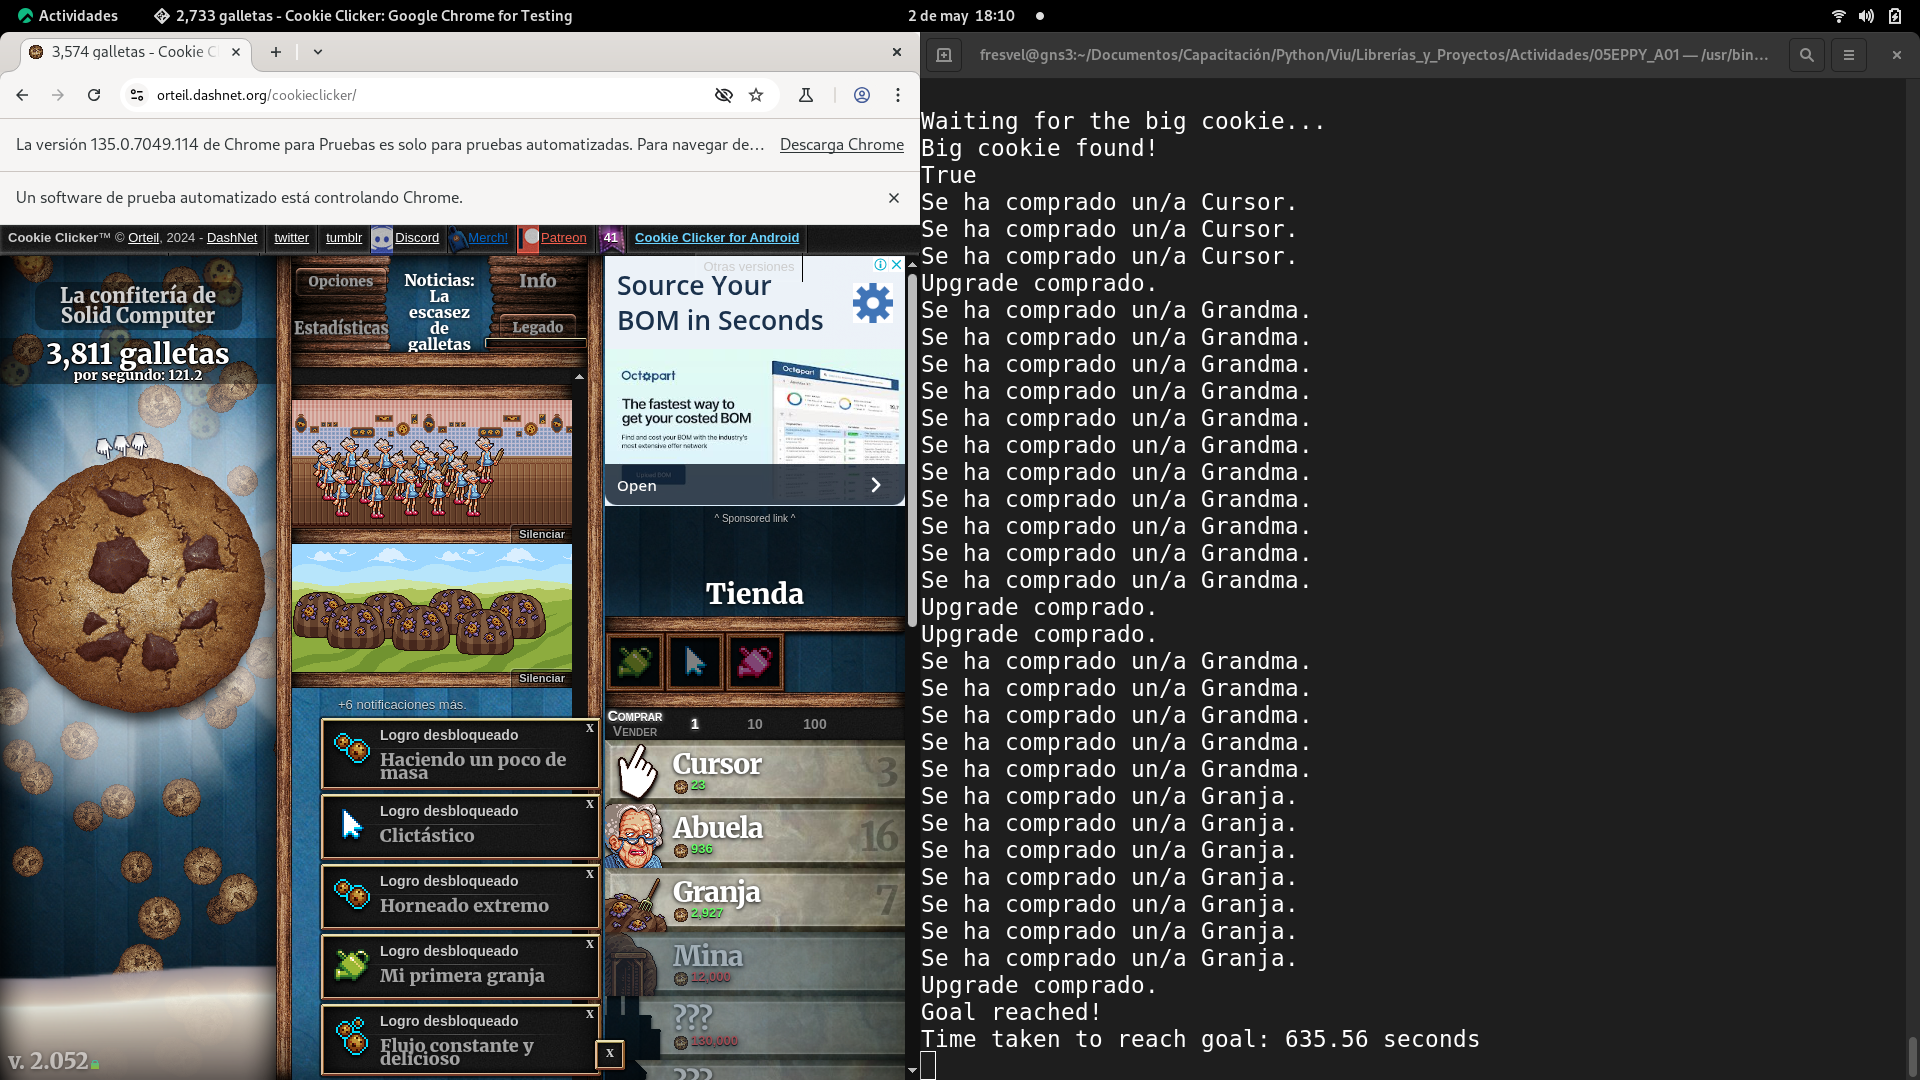 Actividades
2,733 galletas - Cookie Clicker: Google Chrome for Testing
2 de may 18:10
3,574 galletas - Cookie C
orteil.dashnet.org/cookieclicker/
La versión 135.0.7049.114 de Chrome para Pruebas es solo para pruebas automatizadas. Para navegar de… Descarga Chrome
Un software de prueba automatizado está controlando Chrome.
Cookie Clicker™ © Orteil, 2024 - DashNet
twitter
tumblr
Discord
Merch!
Patreon
41
Cookie Clicker for Android
Otras versiones
La confitería de
Solid Computer
3,811 galletas
por segundo: 121.2
v. 2.052
Opciones
Estadísticas
Noticias:
La
escasez
de
galletas
Info
Legado
Silenciar
Silenciar
+6 notificaciones más.
Logro desbloqueado
Haciendo un poco de
masa
x
Logro desbloqueado
Clictástico
x
Logro desbloqueado
Horneado extremo
x
Logro desbloqueado
Mi primera granja
x
Logro desbloqueado
Flujo constante y
delicioso
x
x
Source Your
BOM in Seconds
Octopart
The fastest way to
get your costed BOM
Find and cost your BOM with the industry's
most extensive offer network
Open
^ Sponsored link ^
Tienda
Comprar
Vender
1
10
100
Cursor
23
3
Abuela
936
16
Granja
2,927
7
Mina
12,000
???
130,000
???
fresvel@gns3:~/Documentos/Capacitación/Python/Viu/Librerías_y_Proyectos/Actividades/05EPPY_A01 — /usr/bin…
Waiting for the big cookie...
Big cookie found!
True
Se ha comprado un/a Cursor.
Se ha comprado un/a Cursor.
Se ha comprado un/a Cursor.
Upgrade comprado.
Se ha comprado un/a Grandma.
Se ha comprado un/a Grandma.
Se ha comprado un/a Grandma.
Se ha comprado un/a Grandma.
Se ha comprado un/a Grandma.
Se ha comprado un/a Grandma.
Se ha comprado un/a Grandma.
Se ha comprado un/a Grandma.
Se ha comprado un/a Grandma.
Se ha comprado un/a Grandma.
Se ha comprado un/a Grandma.
Upgrade comprado.
Upgrade comprado.
Se ha comprado un/a Grandma.
Se ha comprado un/a Grandma.
Se ha comprado un/a Grandma.
Se ha comprado un/a Grandma.
Se ha comprado un/a Grandma.
Se ha comprado un/a Granja.
Se ha comprado un/a Granja.
Se ha comprado un/a Granja.
Se ha comprado un/a Granja.
Se ha comprado un/a Granja.
Se ha comprado un/a Granja.
Se ha comprado un/a Granja.
Upgrade comprado.
Goal reached!
Time taken to reach goal: 635.56 seconds